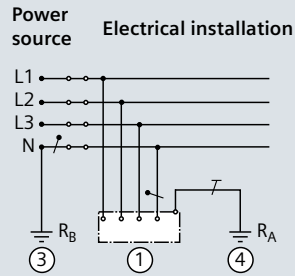 Power
source
Electrical installation
L1
L2
L3
N
R_B
R_A
3
1
4